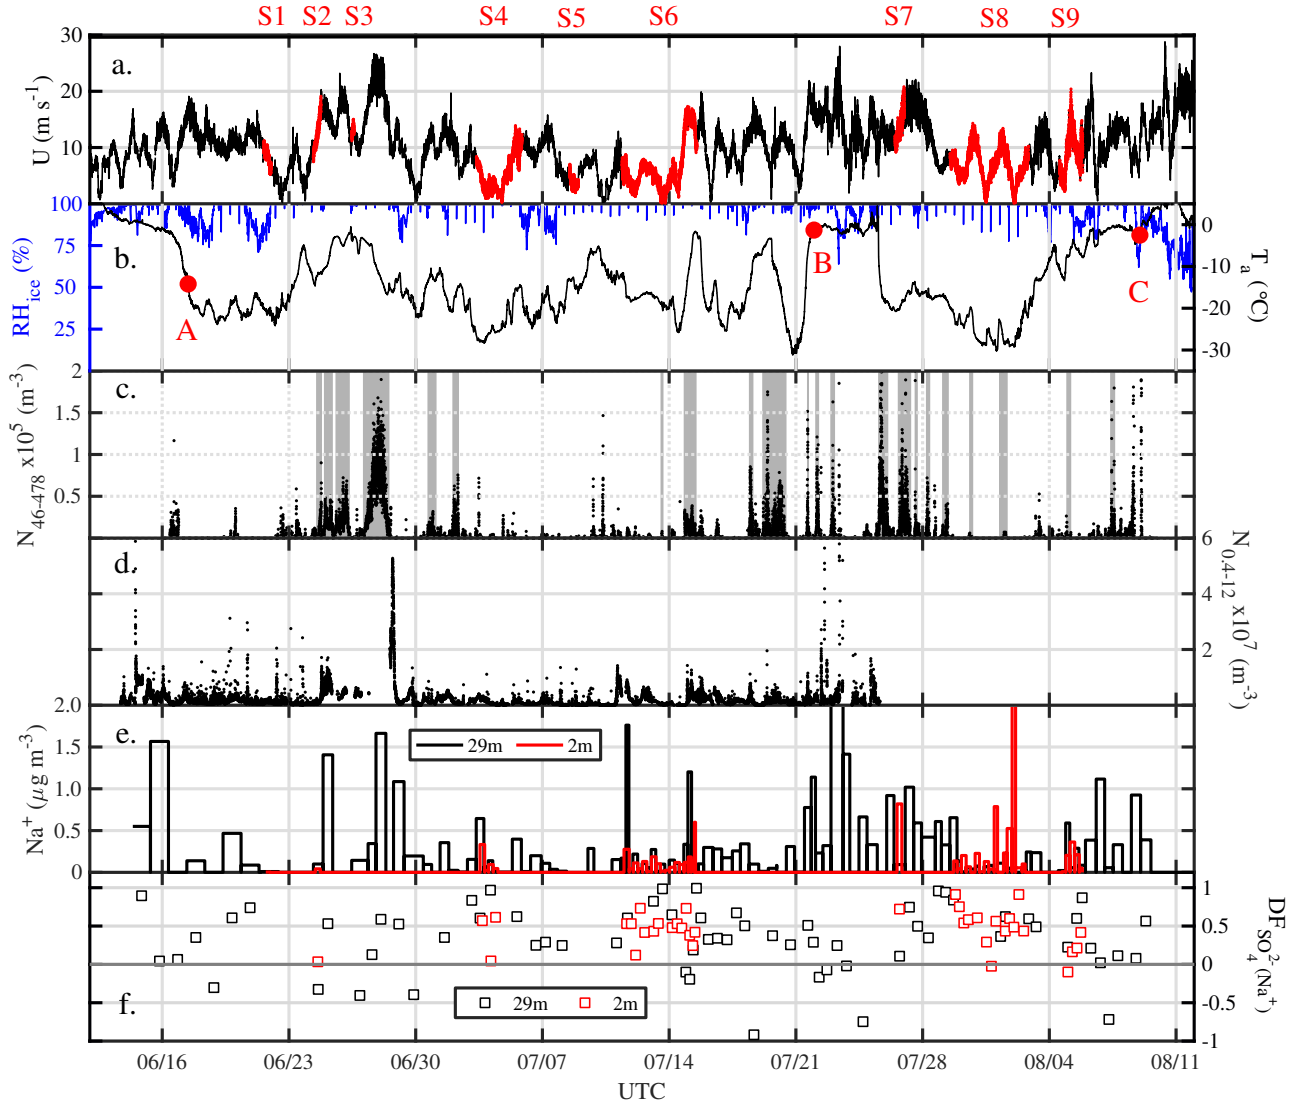 S1 S2 S3 S4 S5 S6 S7 S8 S9
a.
U (m s⁻¹)
30
20
10
b.
RH_ice (%)
100
75
50
25
T_a (°C)
0
-10
-20
-30
A
B
C
c.
N_46-478 x10⁵ (m⁻³)
2
1.5
1
0.5
d.
N_0.4-12 x10⁷ (m⁻³)
6
4
2
e.
Na⁺ (μg m⁻³)
2.0
1.5
1.0
0.5
0
29m 2m
f.
DF_SO₄²⁻(Na⁺)
1
0.5
0
-0.5
-1
29m 2m
06/16 06/23 06/30 07/07 07/14 07/21 07/28 08/04 08/11
UTC